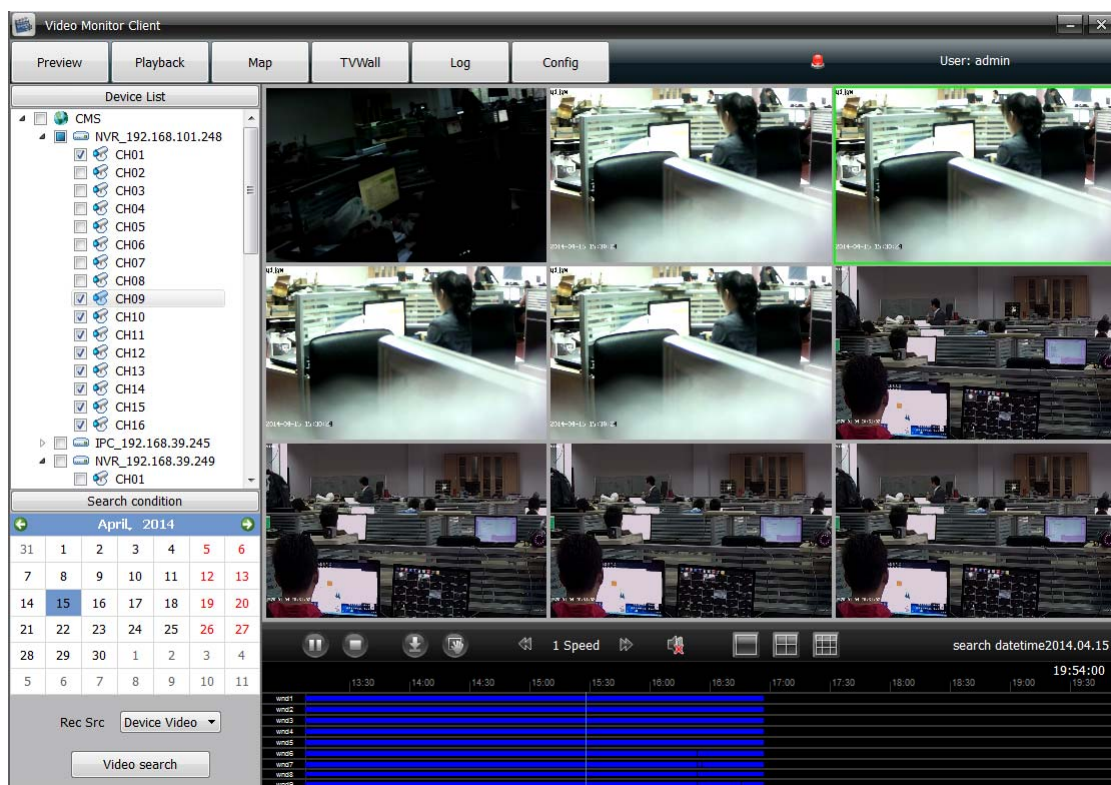 Video Monitor Client
Preview Playback Map TVWall Log Config User: admin
Device List
CMS
NVR_192.168.101.248
CH01
CH02
CH03
CH04
CH05
CH06
CH07
CH08
CH09
CH10
CH11
CH12
CH13
CH14
CH15
CH16
IPC_192.168.39.245
NVR_192.168.39.249
CH01
Search condition
April, 2014
31 1 2 3 4 5 6
7 8 9 10 11 12 13
14 15 16 17 18 19 20
21 22 23 24 25 26 27
28 29 30 1 2 3 4
5 6 7 8 9 10 11
Rec Src Device Video
Video search
1 Speed
search datetime2014.04.15
19:54:00
13:30 14:00 14:30 15:00 15:30 16:00 16:30 17:00 17:30 18:00 18:30 19:00 19:30
wnd1
wnd2
wnd3
wnd4
wnd5
wnd6
wnd7
wnd8
wnd9